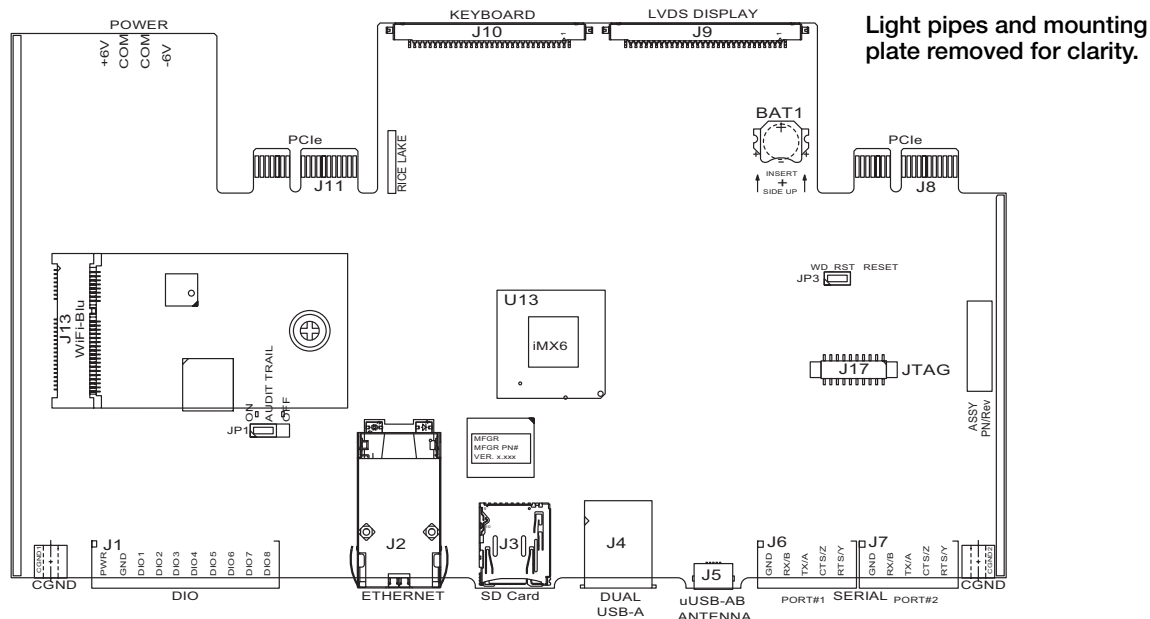 POWER
+6V
COM
COM
-6V
KEYBOARD
J10
1
LVDS DISPLAY
J9
1
Light pipes and mounting
plate removed for clarity.
PCIe
J11
RICE LAKE
BAT1
+
INSERT
+
SIDE UP
PCIe
J8
J13
WiFi-Blu
U13
iMX6
WD RST RESET
JP3
J17
JTAG
ASSY
PN/Rev
ON
AUDIT TRAIL
OFF
JP1
MFGR
MFGR PN#
VER. x.xxx
CGND1
+
CGND
J1
PWR
GND
DIO1
DIO2
DIO3
DIO4
DIO5
DIO6
DIO7
DIO8
DIO
J2
ETHERNET
J3
SD Card
J4
DUAL
USB-A
J5
uUSB-AB
ANTENNA
J6
GND
RX/B
TX/A
CTS/Z
RTS/Y
J7
GND
RX/B
TX/A
CTS/Z
RTS/Y
PORT#1 SERIAL PORT#2
CGND2
+
CGND